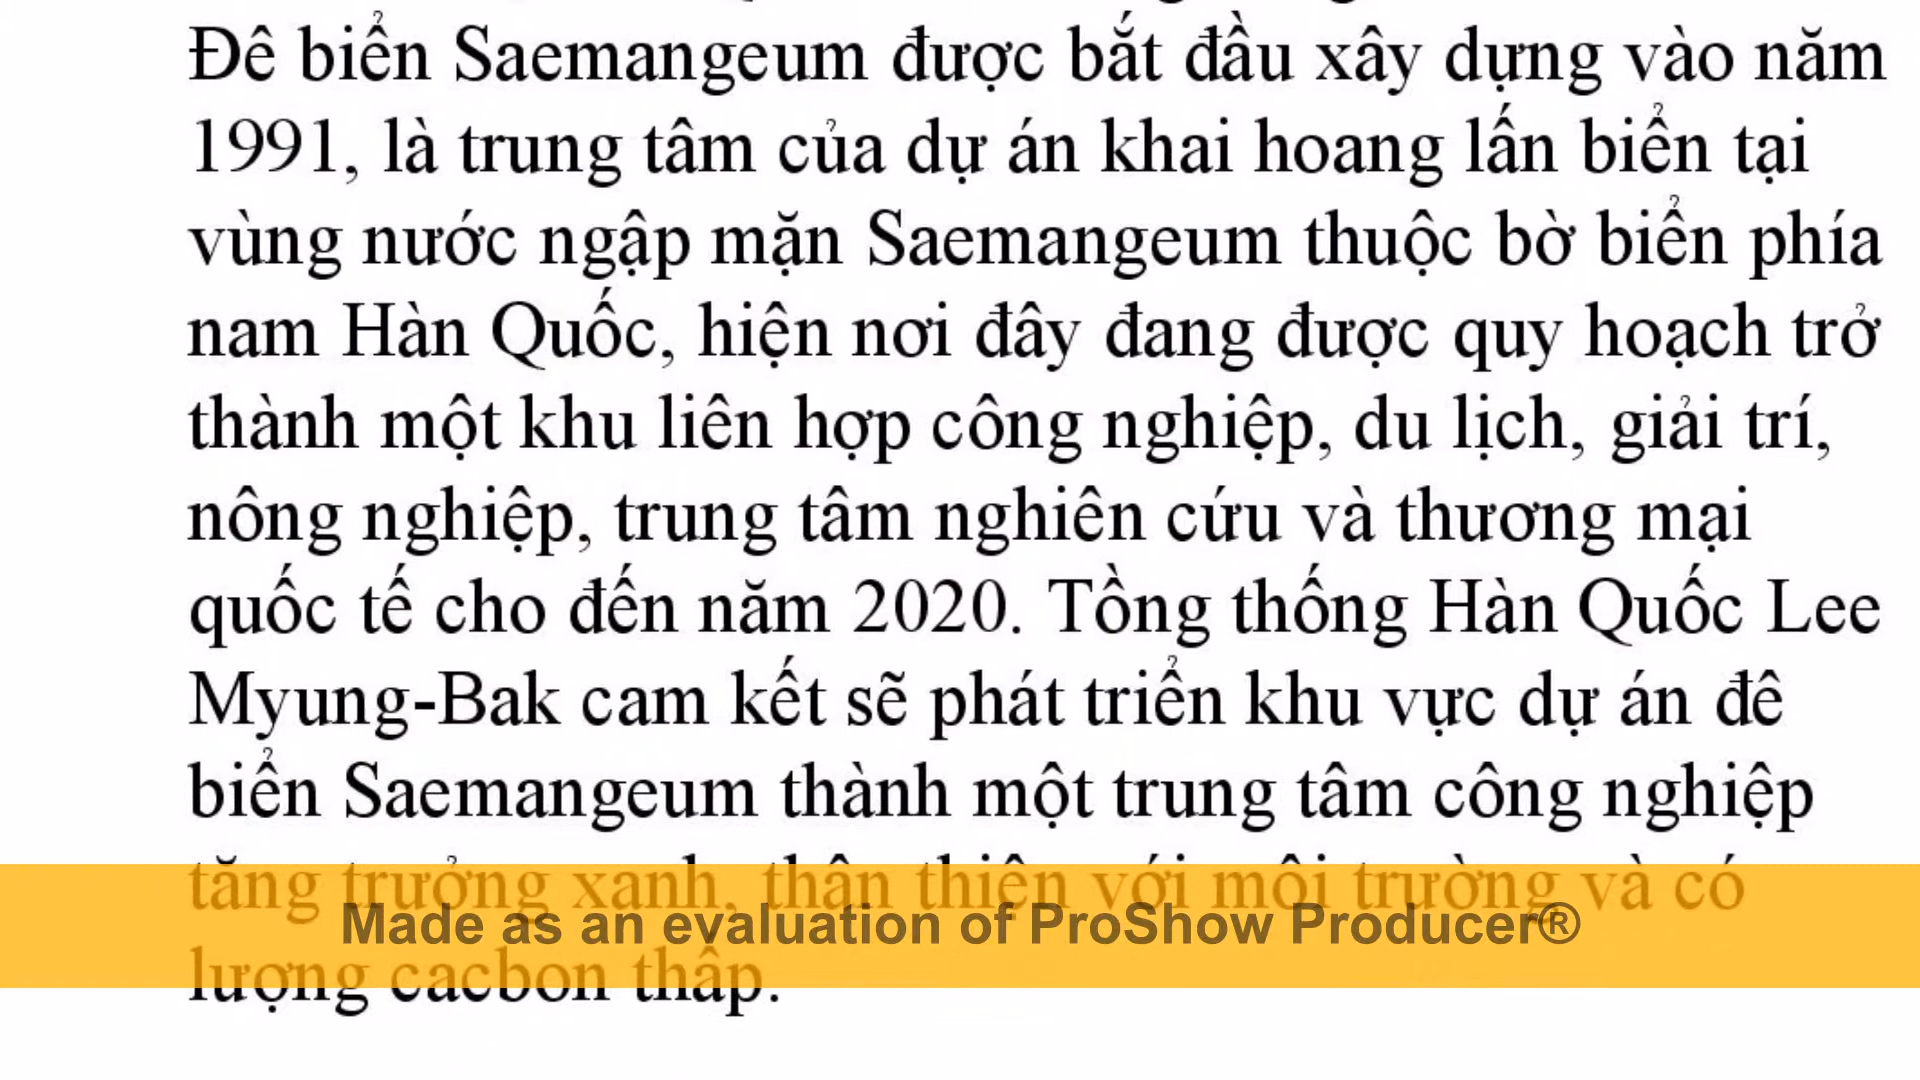 Đê biển Saemangeum được bắt đầu xây dựng vào năm
1991, là trung tâm của dự án khai hoang lấn biển tại
vùng nước ngập mặn Saemangeum thuộc bờ biển phía
nam Hàn Quốc, hiện nơi đây đang được quy hoạch trở
thành một khu liên hợp công nghiệp, du lịch, giải trí,
nông nghiệp, trung tâm nghiên cứu và thương mại
quốc tế cho đến năm 2020. Tồng thống Hàn Quốc Lee
Myung-Bak cam kết sẽ phát triển khu vực dự án đê
biển Saemangeum thành một trung tâm công nghiệp
tăng trưởng xanh, thân thiện với môi trường và có
Made as an evaluation of ProShow Producer®
lượng cacbon thấp.